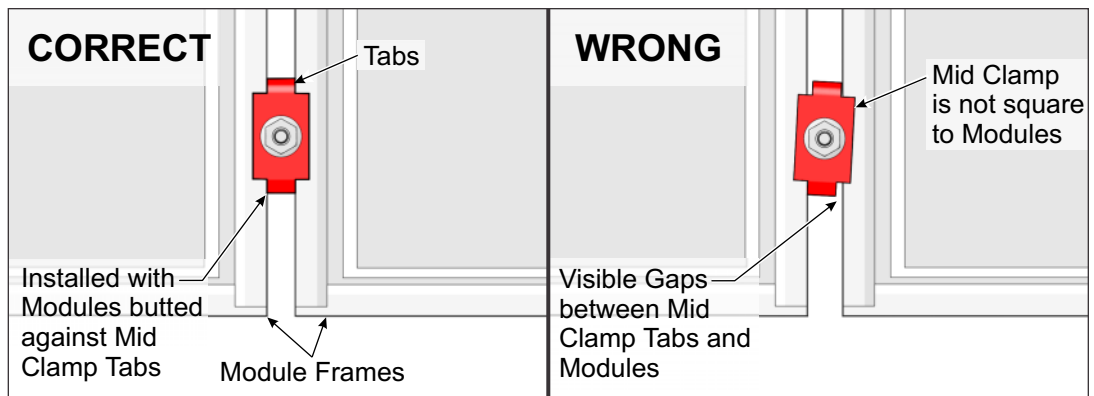 CORRECT
Tabs
Installed with
Modules butted
against Mid
Clamp Tabs
Module Frames
WRONG
Mid Clamp
is not square
to Modules
Visible Gaps
between Mid
Clamp Tabs and
Modules